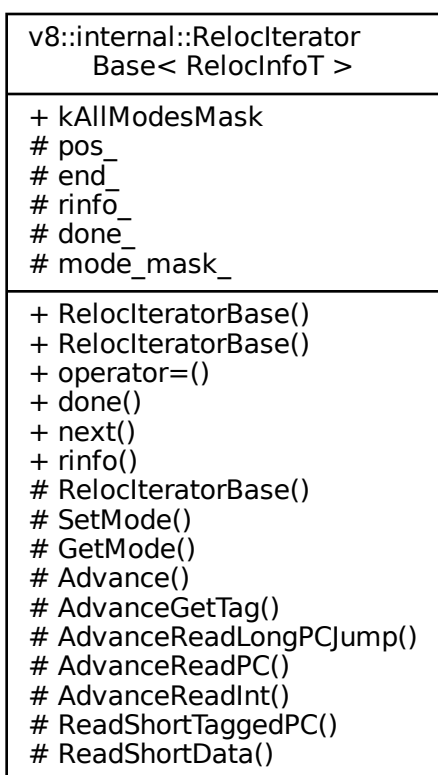 v8::internal::RelocIterator
Base< RelocInfoT >
+ kAllModesMask
# pos_
# end_
# rinfo_
# done_
# mode_mask_
+ RelocIteratorBase()
+ RelocIteratorBase()
+ operator=()
+ done()
+ next()
+ rinfo()
# RelocIteratorBase()
# SetMode()
# GetMode()
# Advance()
# AdvanceGetTag()
# AdvanceReadLongPCJump()
# AdvanceReadPC()
# AdvanceReadInt()
# ReadShortTaggedPC()
# ReadShortData()